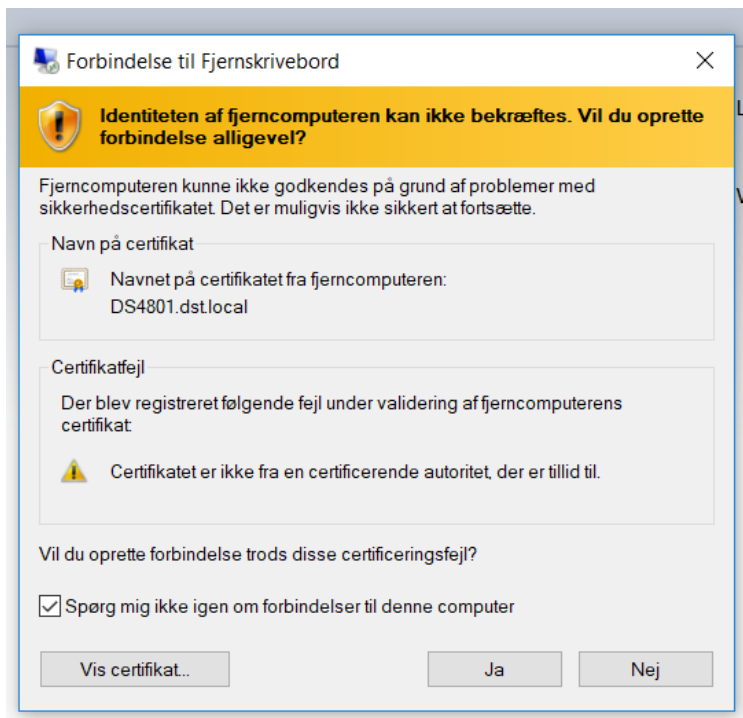 Forbindelse til Fjernskrivebord
Identiteten af fjerncomputeren kan ikke bekræftes. Vil du oprette
forbindelse alligevel?
Fjerncomputeren kunne ikke godkendes på grund af problemer med
sikkerhedscertifikatet. Det er muligvis ikke sikkert at fortsætte.
Navn på certifikat
Navnet på certifikatet fra fjerncomputeren:
DS4801.dst.local
Certifikatfejl
Der blev registreret følgende fejl under validering af fjerncomputerens
certifikat:
Certifikatet er ikke fra en certificerende autoritet, der er tillid til.
Vil du oprette forbindelse trods disse certificeringsfejl?
Spørg mig ikke igen om forbindelser til denne computer
Vis certifikat...
Ja
Nej